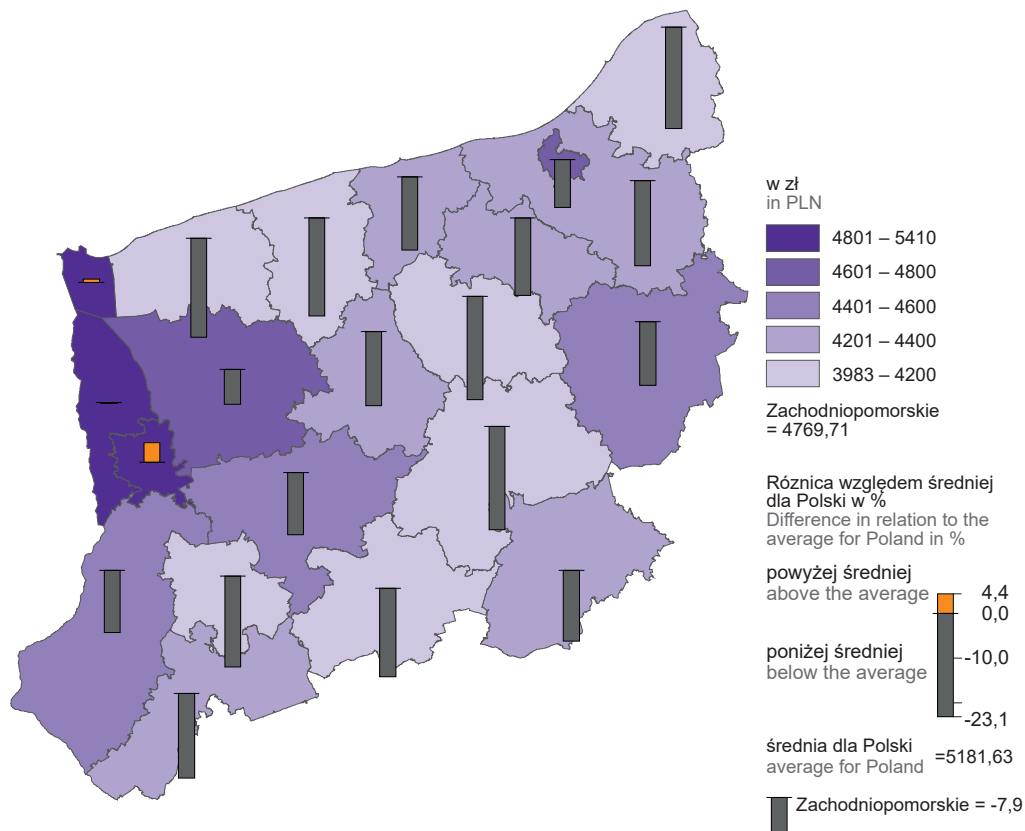 w zł
in PLN
4801 – 5410
4601 – 4800
4401 – 4600
4201 – 4400
3983 – 4200
Zachodniopomorskie
= 4769,71
Róznica względem średniej
dla Polski w %
Difference in relation to the
average for Poland in %
powyżej średniej
above the average
4,4
0,0
poniżej średniej
below the average
-10,0
-23,1
średnia dla Polski
average for Poland
=5181,63
Zachodniopomorskie = -7,9